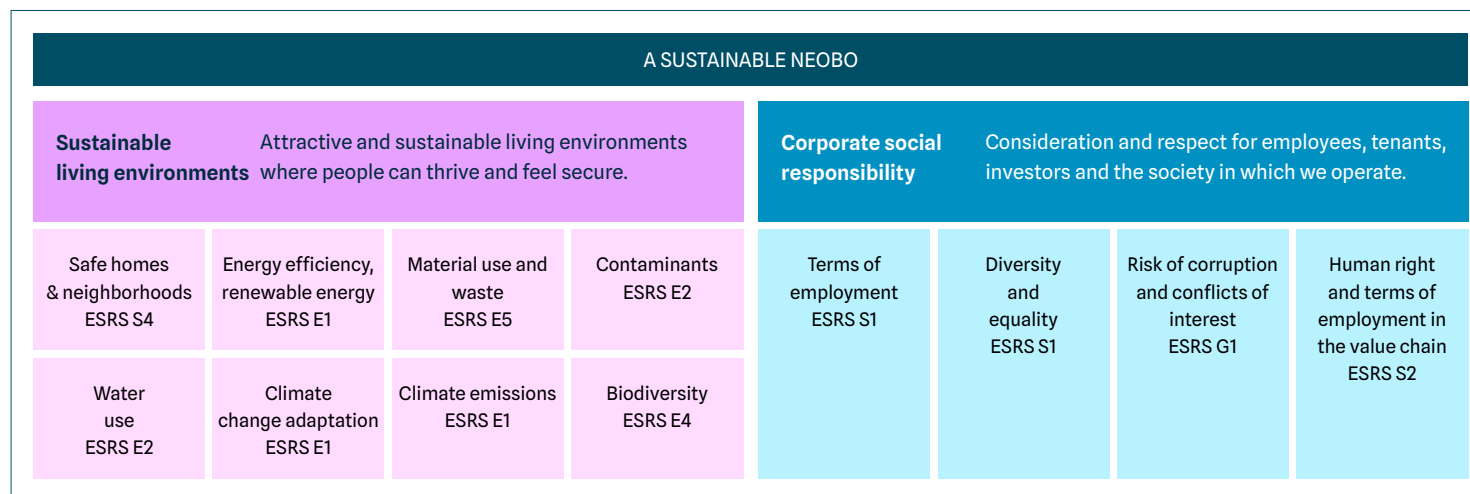 A SUSTAINABLE NEOBO
Sustainable
living environments
Attractive and sustainable living environments
where people can thrive and feel secure.
Corporate social
responsibility
Consideration and respect for employees, tenants,
investors and the society in which we operate.
Safe homes
& neighborhoods
ESRS S4
Energy efficiency,
renewable energy
ESRS E1
Material use and
waste
ESRS E5
Contaminants
ESRS E2
Terms of
employment
ESRS S1
Diversity
and
equality
ESRS S1
Risk of corruption
and conflicts of
interest
ESRS G1
Human right
and terms of
employment in
the value chain
ESRS S2
Water
use
ESRS E2
Climate
change adaptation
ESRS E1
Climate emissions
ESRS E1
Biodiversity
ESRS E4